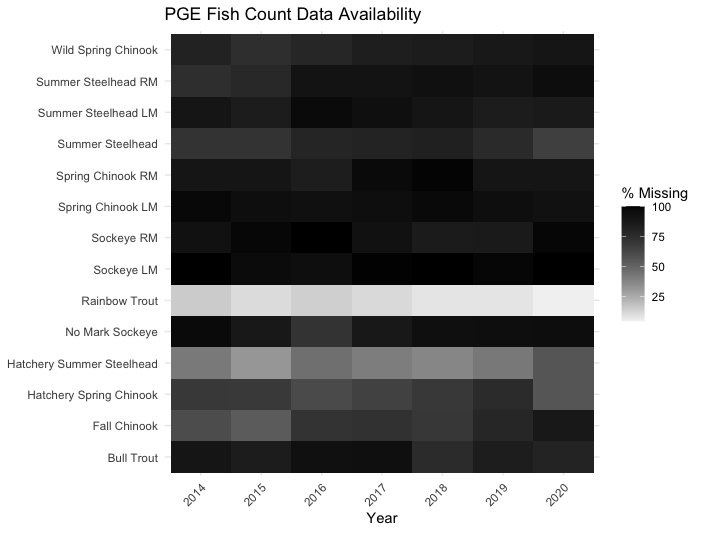 PGE Fish Count Data Availability
Wild Spring Chinook
Summer Steelhead RM
Summer Steelhead LM
Summer Steelhead
Spring Chinook RM
Spring Chinook LM
Sockeye RM
Sockeye LM
Rainbow Trout
No Mark Sockeye
Hatchery Summer Steelhead
Hatchery Spring Chinook
Fall Chinook
Bull Trout
2014 2015 2016 2017 2018 2019 2020
Year
% Missing
100
75
50
25